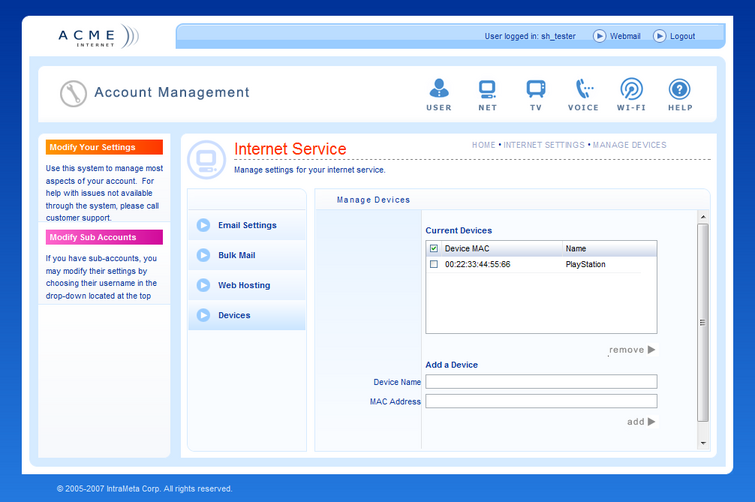 ACME
INTERNET
User logged in: sh_tester
Webmail
Logout
Account Management
USER
NET
TV
VOICE
WI-FI
HELP
Modify Your Settings
Use this system to manage most
aspects of your account. For
help with issues not available
through the system, please call
customer support.
Modify Sub Accounts
If you have sub-accounts, you
may modify their settings by
choosing their username in the
drop-down located at the top
Internet Service
HOME • INTERNET SETTINGS • MANAGE DEVICES
Manage settings for your internet service.
Email Settings
Bulk Mail
Web Hosting
Devices
Manage Devices
Current Devices
Device MAC Name
00:22:33:44:55:66 PlayStation
remove
Add a Device
Device Name
MAC Address
add
© 2005-2007 IntraMeta Corp. All rights reserved.